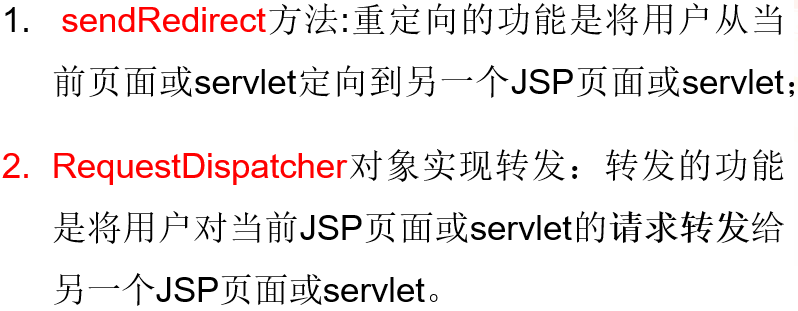 1. sendRedirect方法:重定向的功能是将用户从当
前页面或servlet定向到另一个JSP页面或servlet；
2. RequestDispatcher对象实现转发：转发的功能
是将用户对当前JSP页面或servlet的请求转发给
另一个JSP页面或servlet。